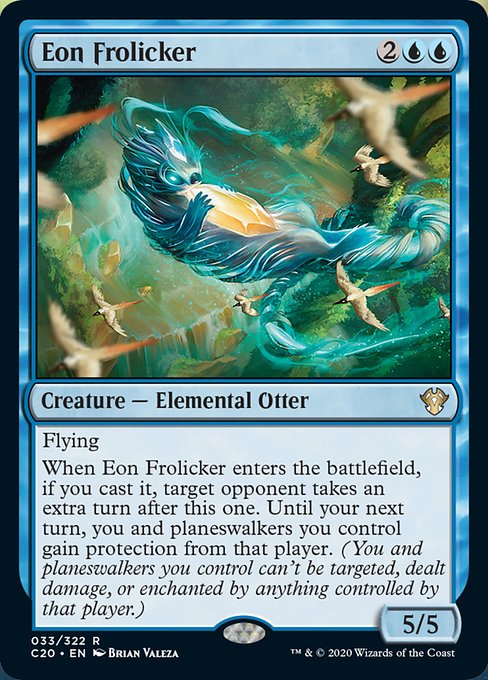 Eon Frolicker 2
Creature — Elemental Otter
Flying
When Eon Frolicker enters the battlefield,
if you cast it, target opponent takes an
extra turn after this one. Until your next
turn, you and planeswalkers you control
gain protection from that player. (You and
planeswalkers you control can't be targeted, dealt
damage, or enchanted by anything controlled by
that player.)
5/5
033/322 R
C20 • EN Brian Valeza
™ & © 2020 Wizards of the Coast